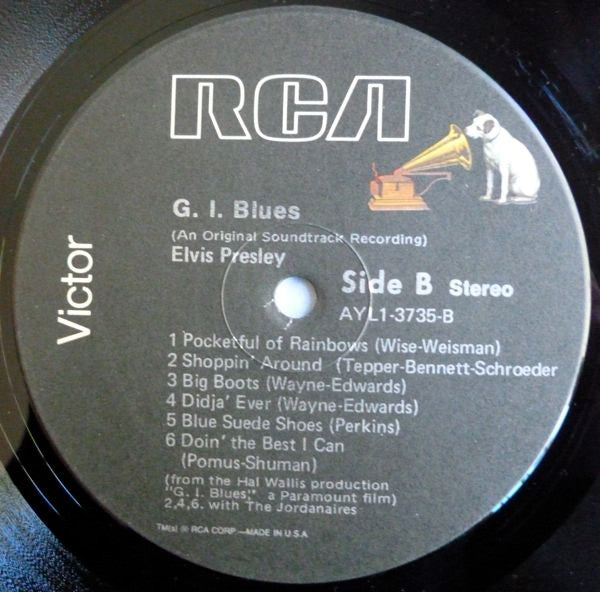 RCA
Victor
G. I. Blues
(An Original Soundtrack Recording)
Elvis Presley
Side B Stereo
AYL1-3735-B
1 Pocketful of Rainbows (Wise-Weisman)
2 Shoppin' Around (Tepper-Bennett-Schroeder
3 Big Boots (Wayne-Edwards)
4 Didja' Ever (Wayne-Edwards)
5 Blue Suede Shoes (Perkins)
6 Doin' the Best I Can
(Pomus-Shuman)
(from the Hal Wallis production
"G. I. Blues," a Paramount film)
2,4,6. with The Jordanaires
TM(s) ® RCA CORP.—MADE IN U.S.A